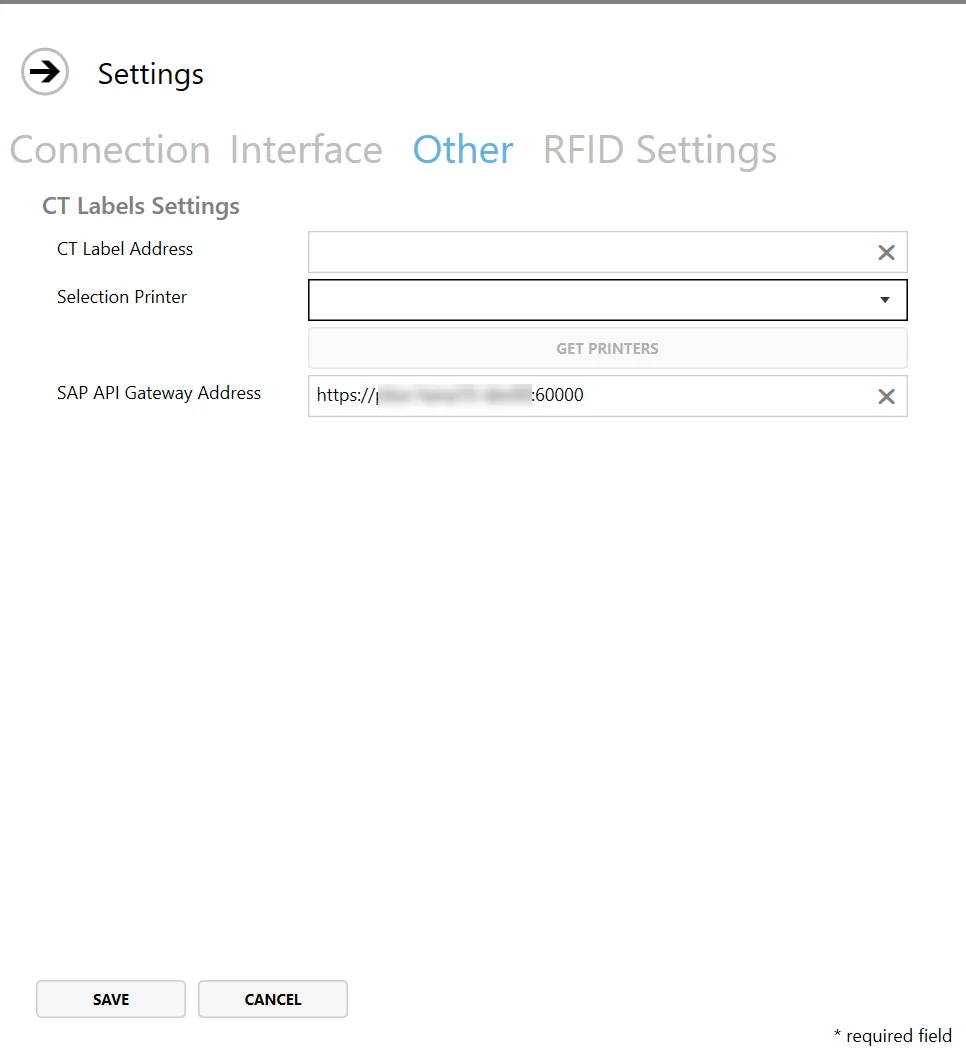 Settings
Connection Interface Other RFID Settings
CT Labels Settings
CT Label Address
Selection Printer
GET PRINTERS
SAP API Gateway Address https:// :60000
SAVE CANCEL
* required field